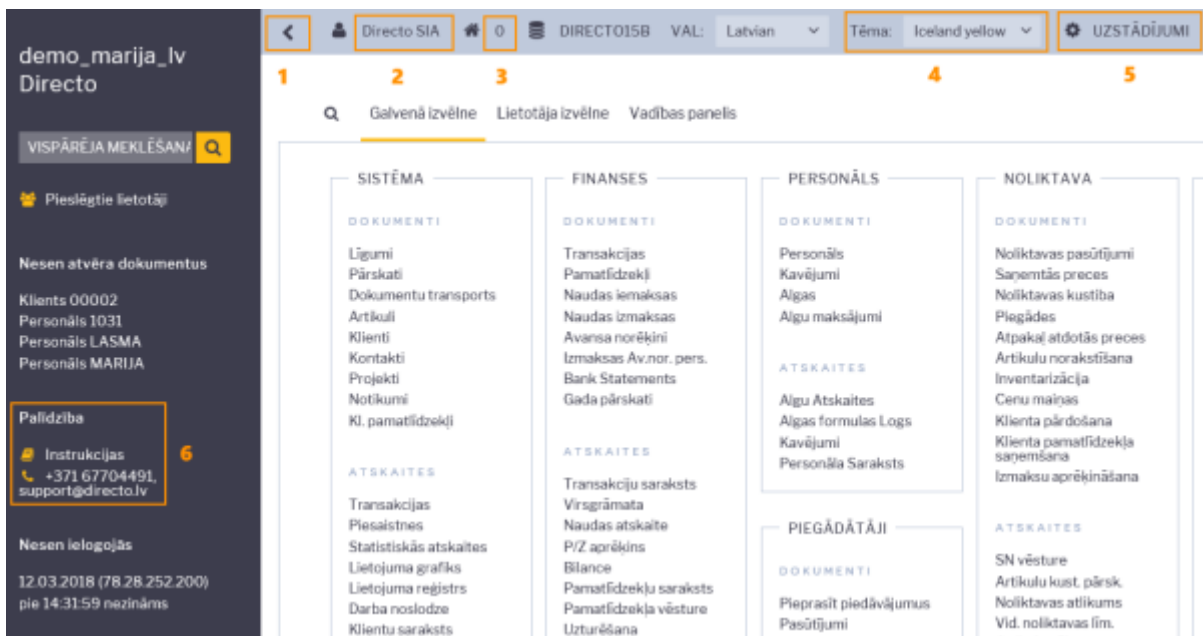 demo_marija_lv
Directo
VISPĀRĒJA MEKLĒŠANA
Pieslēgtie lietotāji
Nesen atvēra dokumentus
Klients 00002
Personāls 1031
Personāls LASMA
Personāls MARIJA
Palīdzība
Instrukcijas
+371 67704491,
support@directo.lv
6
Nesen ielogojās
12.03.2018 (78.28.252.200)
pie 14:31:59 nezināms
Directo SIA 0 DIRECTO15B VAL: Latvian Tēma: Iceland yellow UZSTĀDĪJUMI
1 2 3 4 5
Galvenā izvēlne Lietotāja izvēlne Vadības panelis
SISTĒMA
DOKUMENTI
Līgumi
Pārskati
Dokumentu transports
Artikuli
Klienti
Kontakti
Projekti
Notikumi
Kl. pamatlīdzekļi
ATSKAITES
Transakcijas
Piesaistnes
Statistiskās atskaites
Lietojuma grafiks
Lietojuma reģistrs
Darba noslodze
Klientu saraksts
FINANSES
DOKUMENTI
Transakcijas
Pamatlīdzekļi
Naudas iemaksas
Naudas izmaksas
Avansa norēķini
Izmaksas Av.nor. pers.
Bank Statements
Gada pārskati
ATSKAITES
Transakciju saraksts
Virsgrāmata
Naudas atskaite
P/Z aprēķins
Bilance
Pamatlīdzekļu saraksts
Pamatlīdzekļa vēsture
Uzturēšana
PERSONĀLS
DOKUMENTI
Personāls
Kavējumi
Algas
Algu maksājumi
ATSKAITES
Algu Atskaites
Algas formulas Logs
Kavējumi
Personāla Saraksts
PIEGĀDĀTĀJI
DOKUMENTI
Pieprasīt piedāvājumus
Pasūtījumi
NOLIKTAVA
DOKUMENTI
Noliktavas pasūtījumi
Saņemtās preces
Noliktavas kustība
Piegādes
Atpakaļ atdotās preces
Artikulu norakstīšana
Inventarizācija
Cenu maiņas
Klienta pārdošana
Klienta pamatlīdzekļa
saņemšana
Izmaksu aprēķināšana
ATSKAITES
SN vēsture
Artikulu kust. pārsk.
Noliktavas atlikums
Vid. noliktavas līm.